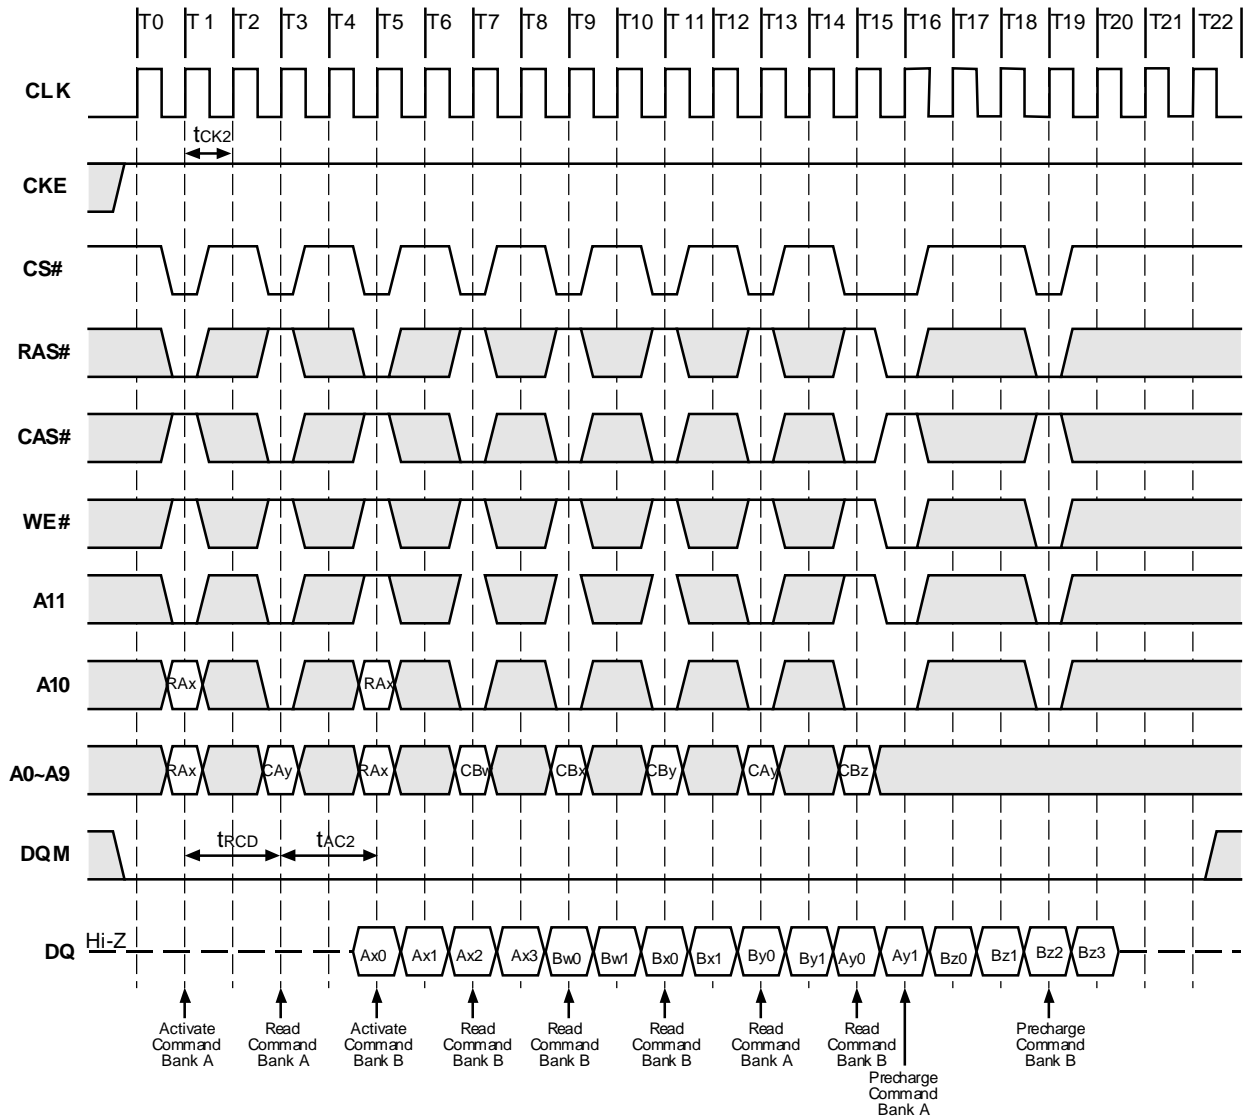 T0 T 1 T2 T3 T4 T5 T6 T7 T8 T9 T10 T 11 T12 T13 T14 T15 T16 T17 T18 T19 T20 T21 T22
CLK
tCK2
CKE
CS#
RAS#
CAS#
WE#
A11
A10 RAx RAx
A0~A9 RAx CAy RAx CBw CBx CBy CAy CBz
DQM tRCD tAC2
DQ Hi-Z Ax0 Ax1 Ax2 Ax3 Bw0 Bw1 Bx0 Bx1 By0 By1 Ay0 Ay1 Bz0 Bz1 Bz2 Bz3
Activate Command Bank A
Read Command Bank A
Activate Command Bank B
Read Command Bank B
Read Command Bank B
Read Command Bank B
Read Command Bank A
Read Command Bank B
Precharge Command Bank A
Precharge Command Bank B